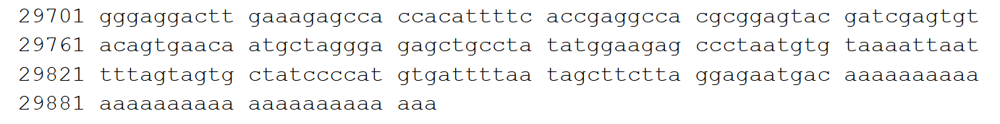 29701 gggaggactt gaaagagcca ccacattttc accgaggcca cgcggagtac gatcgagtgt
29761 acagtgaaca atgctaggga gagctgccta tatggaagag ccctaatgtg taaaattaat
29821 tttagtagtg ctatccccat gtgattttaa tagcttctta ggagaatgac aaaaaaaaaa
29881 aaaaaaaaaa aaaaaaaaaa aaa